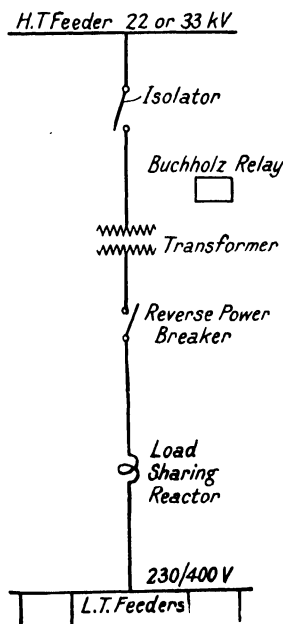 H.T Feeder 22 or 33 kV
Isolator
Buchholz Relay
Transformer
Reverse Power
Breaker
Load
Sharing
Reactor
230/400 V
L.T. Feeders